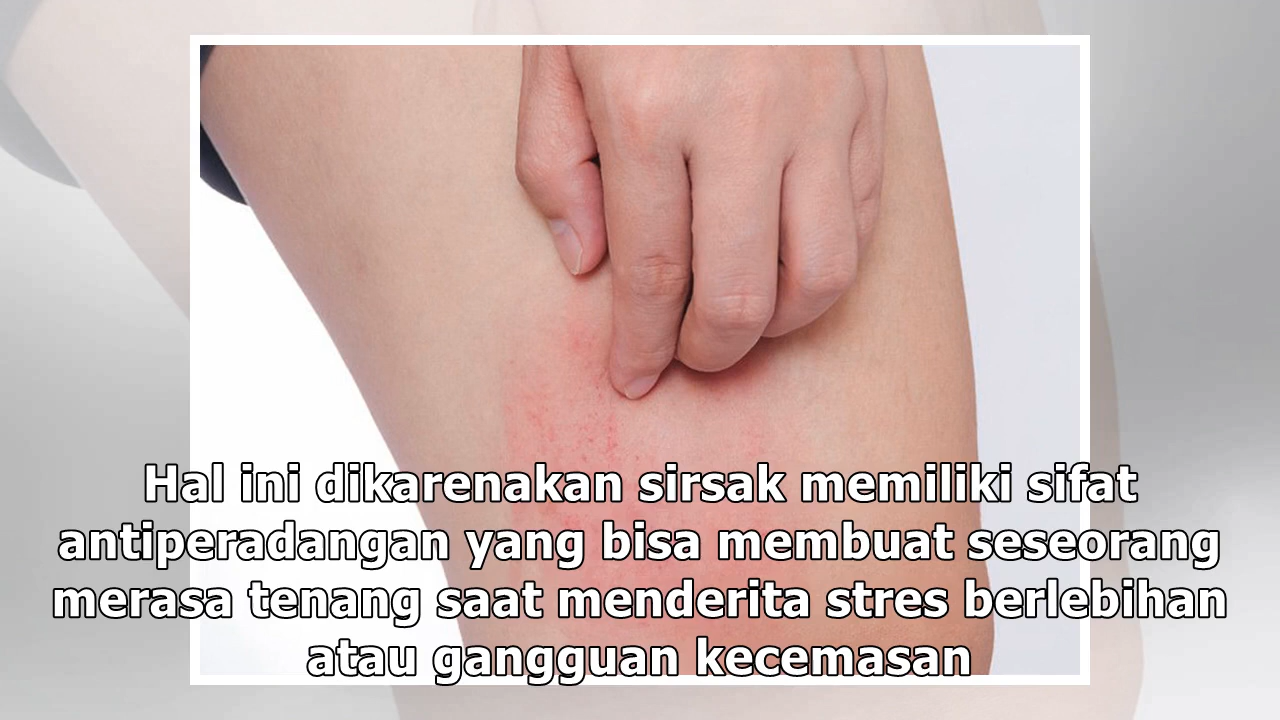 Hal ini dikarenakan sirsak memiliki sifat
antiperadangan yang bisa membuat seseorang
merasa tenang saat menderita stres berlebihan
atau gangguan kecemasan